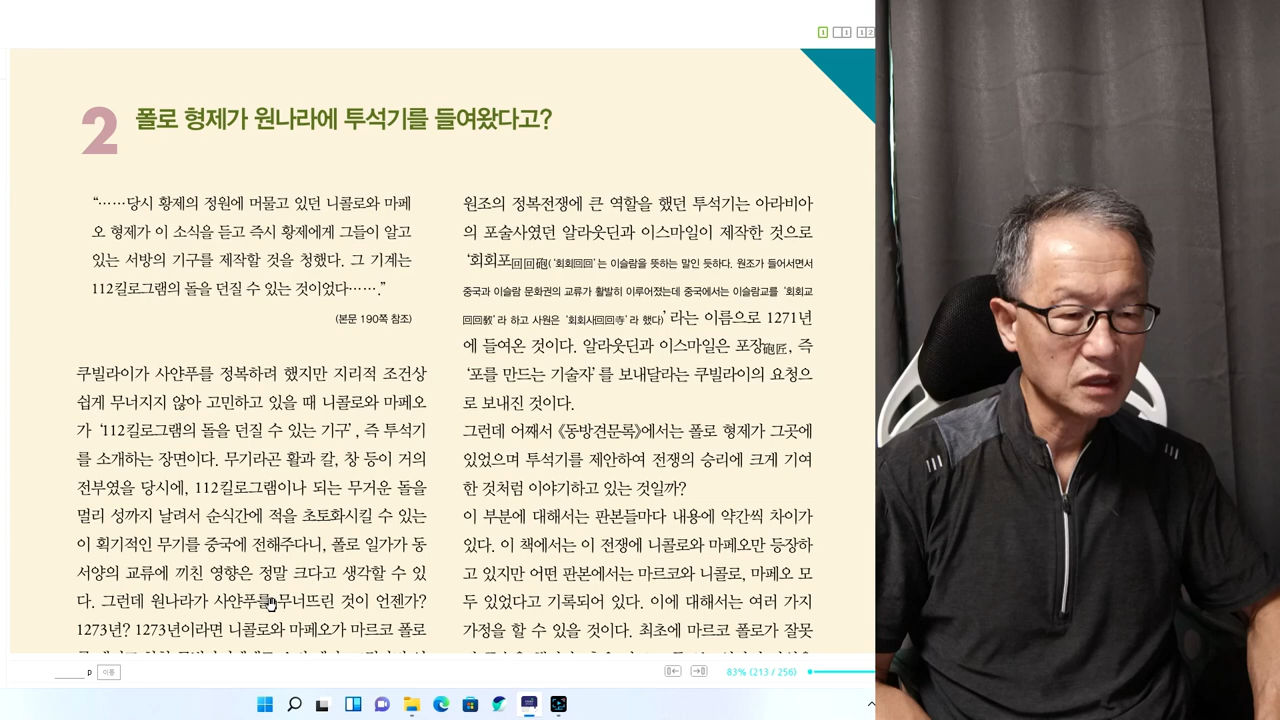 2 폴로 형제가 원나라에 투석기를 들여왔다고?
“……당시 황제의 정원에 머물고 있던 니콜로와 마페
오 형제가 이 소식을 듣고 즉시 황제에게 그들이 알고
있는 서방의 기구를 제작할 것을 청했다. 그 기계는
112킬로그램의 돌을 던질 수 있는 것이었다…….”
(본문 190쪽 참조)
쿠빌라이가 사얀푸를 정복하려 했지만 지리적 조건상
쉽게 무너지지 않아 고민하고 있을 때 니콜로와 마페오
가 ‘112킬로그램의 돌을 던질 수 있는 기구’, 즉 투석기
를 소개하는 장면이다. 무기라곤 활과 칼, 창 등이 거의
전부였을 당시에, 112킬로그램이나 되는 무거운 돌을
멀리 성까지 날려서 순식간에 적을 초토화시킬 수 있는
이 획기적인 무기를 중국에 전해주다니, 폴로 일가가 동
서양의 교류에 끼친 영향은 정말 크다고 생각할 수 있
다. 그런데 원나라가 사얀푸를 무너뜨린 것이 언젠가?
1273년? 1273년이라면 니콜로와 마페오가 마르코 폴로
원조의 정복전쟁에 큰 역할을 했던 투석기는 아라비아
의 포술사였던 알라웃딘과 이스마일이 제작한 것으로
‘회회포回回砲(‘회회回回’는 이슬람을 뜻하는 말인 듯하다. 원조가 들어서면서
중국과 이슬람 문화권의 교류가 활발히 이루어졌는데 중국에서는 이슬람교를 ‘회회교
回回敎’라 하고 사원은 ‘회회사回回寺’라 했다)’라는 이름으로 1271년
에 들여온 것이다. 알라웃딘과 이스마일은 포장砲匠, 즉
‘포를 만드는 기술자’를 보내달라는 쿠빌라이의 요청으
로 보내진 것이다.
그런데 어째서 《동방견문록》에서는 폴로 형제가 그곳에
있었으며 투석기를 제안하여 전쟁의 승리에 크게 기여
한 것처럼 이야기하고 있는 것일까?
이 부분에 대해서는 판본들마다 내용에 약간씩 차이가
있다. 이 책에서는 이 전쟁에 니콜로와 마페오만 등장하
고 있지만 어떤 판본에서는 마르코와 니콜로, 마페오 모
두 있었다고 기록되어 있다. 이에 대해서는 여러 가지
가정을 할 수 있을 것이다. 최초에 마르코 폴로가 잘못
P 이동
83% (213 / 256)